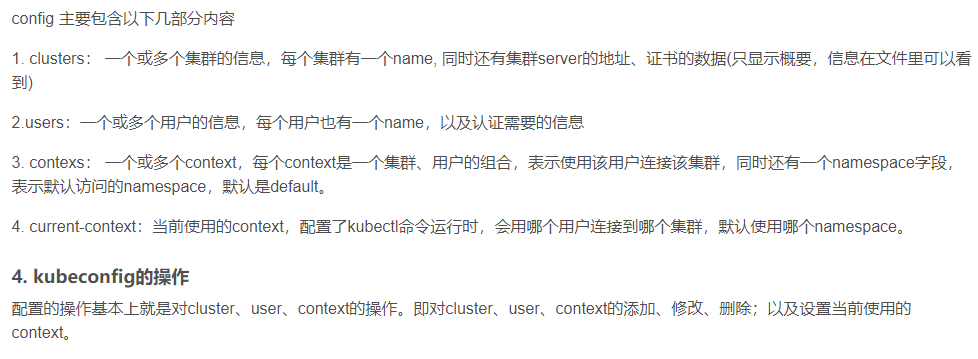 config 主要包含以下几部分内容
1. clusters： 一个或多个集群的信息，每个集群有一个name, 同时还有集群server的地址、证书的数据(只显示概要，信息在文件里可以看
到)
2.users：一个或多个用户的信息，每个用户也有一个name，以及认证需要的信息
3. contexs： 一个或多个context，每个context是一个集群、用户的组合，表示使用该用户连接该集群，同时还有一个namespace字段，
表示默认访问的namespace，默认是default。
4. current-context：当前使用的context，配置了kubectl命令运行时，会用哪个用户连接到哪个集群，默认使用哪个namespace。
4. kubeconfig的操作
配置的操作基本上就是对cluster、user、context的操作。即对cluster、user、context的添加、修改、删除；以及设置当前使用的
context。